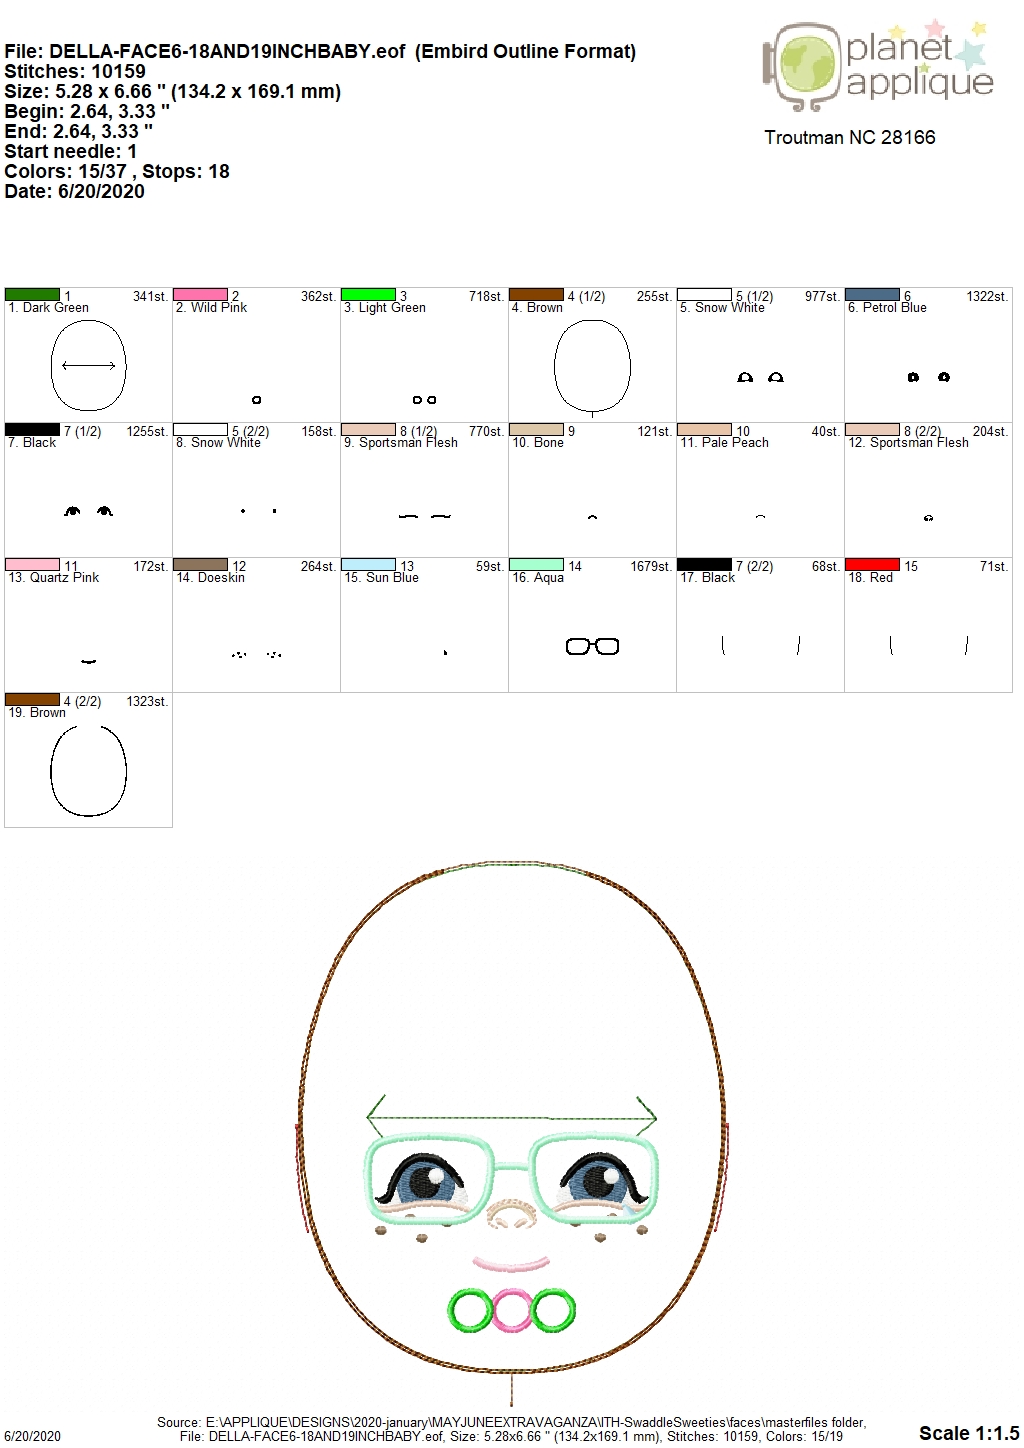 File: DELLA-FACE6-18AND19INCHBABY.eof  (Embird Outline Format)
Stitches: 10159
Size: 5.28 x 6.66 " (134.2 x 169.1 mm)
Begin: 2.64, 3.33 "
End: 2.64, 3.33 "
Start needle: 1
Colors: 15/37 , Stops: 18
Date: 6/20/2020
planet
applique
Troutman NC 28166
1 341st. 2 362st. 3 718st. 4 (1/2) 255st. 5 (1/2) 977st. 6 1322st.
1. Dark Green 2. Wild Pink 3. Light Green 4. Brown 5. Snow White 6. Petrol Blue
7 (1/2) 1255st. 5 (2/2) 158st. 8 (1/2) 770st. 9 121st. 10 40st. 8 (2/2) 204st.
7. Black 8. Snow White 9. Sportsman Flesh 10. Bone 11. Pale Peach 12. Sportsman Flesh
11 172st. 12 264st. 13 59st. 14 1679st. 7 (2/2) 68st. 15 71st.
13. Quartz Pink 14. Doeskin 15. Sun Blue 16. Aqua 17. Black 18. Red
4 (2/2) 1323st.
19. Brown
Source: E:\APPLIQUE\DESIGNS\2020-january\MAYJUNEEXTRAVAGANZA\ITH-SwaddleSweeties\faces\masterfiles folder,
6/20/2020 File: DELLA-FACE6-18AND19INCHBABY.eof, Size: 5.28x6.66 " (134.2x169.1 mm), Stitches: 10159, Colors: 15/19 Scale 1:1.5